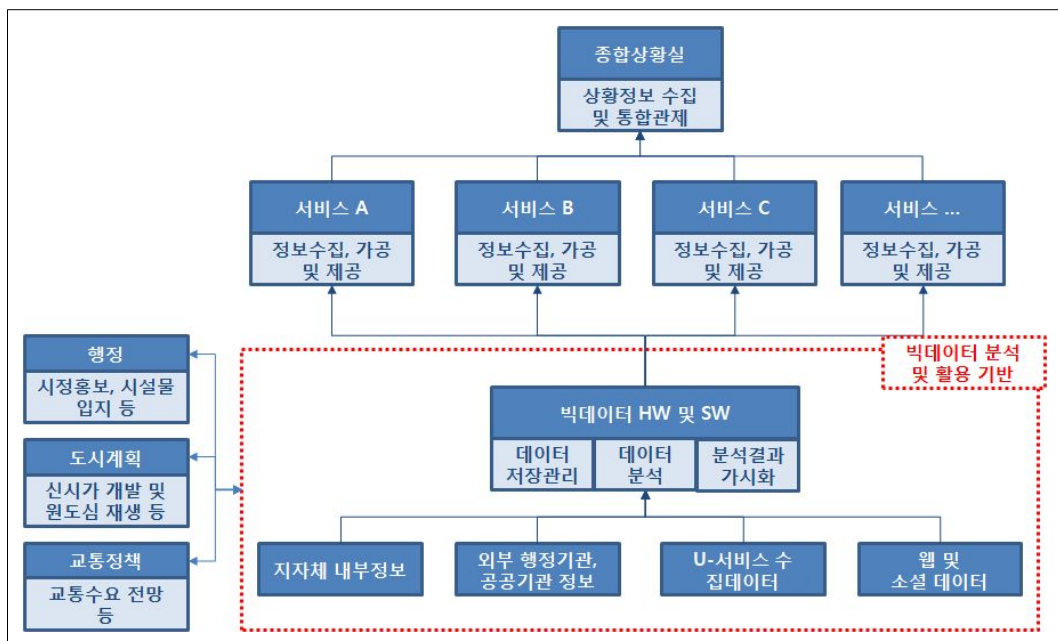 종합상황실
상황정보 수집
및 통합관제
서비스 A
정보수집, 가공
및 제공
서비스 B
정보수집, 가공
및 제공
서비스 C
정보수집, 가공
및 제공
서비스 ...
정보수집, 가공
및 제공
빅데이터 분석
및 활용 기반
행정
시정홍보, 시설물
입지 등
도시계획
신시가 개발 및
원도심 재생 등
교통정책
교통수요 전망
등
빅데이터 HW 및 SW
데이터
저장관리
데이터
분석
분석결과
가시화
지자체 내부정보
외부 행정기관,
공공기관 정보
U-서비스 수
집데이터
웹 및
소셜 데이터